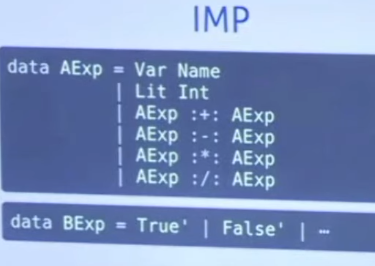 IMP
data AExp = Var Name
| Lit Int
| AExp :+: AExp
| AExp :-: AExp
| AExp :*: AExp
| AExp :/: AExp
data BExp = True' | False' | …